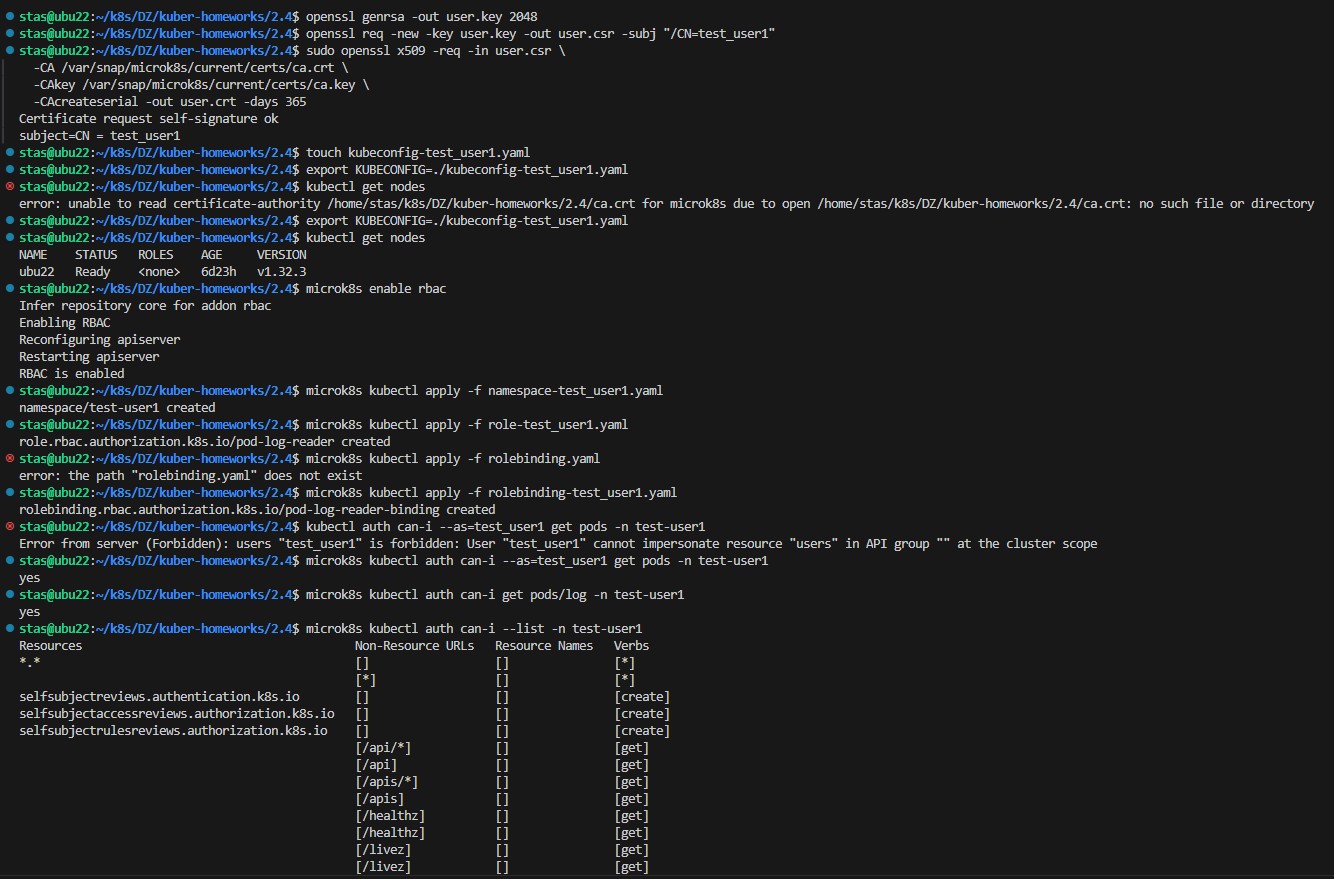 stas@ubu22:~/k8s/DZ/kuber-homeworks/2.4$ openssl genrsa -out user.key 2048
stas@ubu22:~/k8s/DZ/kuber-homeworks/2.4$ openssl req -new -key user.key -out user.csr -subj "/CN=test_user1"
stas@ubu22:~/k8s/DZ/kuber-homeworks/2.4$ sudo openssl x509 -req -in user.csr \
-CA /var/snap/microk8s/current/certs/ca.crt \
-CAkey /var/snap/microk8s/current/certs/ca.key \
-CAcreateserial -out user.crt -days 365
Certificate request self-signature ok
subject=CN = test_user1
stas@ubu22:~/k8s/DZ/kuber-homeworks/2.4$ touch kubeconfig-test_user1.yaml
stas@ubu22:~/k8s/DZ/kuber-homeworks/2.4$ export KUBECONFIG=./kubeconfig-test_user1.yaml
stas@ubu22:~/k8s/DZ/kuber-homeworks/2.4$ kubectl get nodes
error: unable to read certificate-authority /home/stas/k8s/DZ/kuber-homeworks/2.4/ca.crt for microk8s due to open /home/stas/k8s/DZ/kuber-homeworks/2.4/ca.crt: no such file or directory
stas@ubu22:~/k8s/DZ/kuber-homeworks/2.4$ export KUBECONFIG=./kubeconfig-test_user1.yaml
stas@ubu22:~/k8s/DZ/kuber-homeworks/2.4$ kubectl get nodes
NAME STATUS ROLES AGE VERSION
ubu22 Ready <none> 6d23h v1.32.3
stas@ubu22:~/k8s/DZ/kuber-homeworks/2.4$ microk8s enable rbac
Infer repository core for addon rbac
Enabling RBAC
Reconfiguring apiserver
Restarting apiserver
RBAC is enabled
stas@ubu22:~/k8s/DZ/kuber-homeworks/2.4$ microk8s kubectl apply -f namespace-test_user1.yaml
namespace/test-user1 created
stas@ubu22:~/k8s/DZ/kuber-homeworks/2.4$ microk8s kubectl apply -f role-test_user1.yaml
role.rbac.authorization.k8s.io/pod-log-reader created
stas@ubu22:~/k8s/DZ/kuber-homeworks/2.4$ microk8s kubectl apply -f rolebinding.yaml
error: the path "rolebinding.yaml" does not exist
stas@ubu22:~/k8s/DZ/kuber-homeworks/2.4$ microk8s kubectl apply -f rolebinding-test_user1.yaml
rolebinding.rbac.authorization.k8s.io/pod-log-reader-binding created
stas@ubu22:~/k8s/DZ/kuber-homeworks/2.4$ kubectl auth can-i --as=test_user1 get pods -n test-user1
Error from server (Forbidden): users "test_user1" is forbidden: User "test_user1" cannot impersonate resource "users" in API group "" at the cluster scope
stas@ubu22:~/k8s/DZ/kuber-homeworks/2.4$ microk8s kubectl auth can-i --as=test_user1 get pods -n test-user1
yes
stas@ubu22:~/k8s/DZ/kuber-homeworks/2.4$ microk8s kubectl auth can-i get pods/log -n test-user1
yes
stas@ubu22:~/k8s/DZ/kuber-homeworks/2.4$ microk8s kubectl auth can-i --list -n test-user1
Resources Non-Resource URLs Resource Names Verbs
*.* [] [] [*]
[*] [] [*]
selfsubjectreviews.authentication.k8s.io [] [] [create]
selfsubjectaccessreviews.authorization.k8s.io [] [] [create]
selfsubjectrulesreviews.authorization.k8s.io [] [] [create]
[/api/*] [] [get]
[/api] [] [get]
[/apis/*] [] [get]
[/apis] [] [get]
[/healthz] [] [get]
[/healthz] [] [get]
[/livez] [] [get]
[/livez] [] [get]